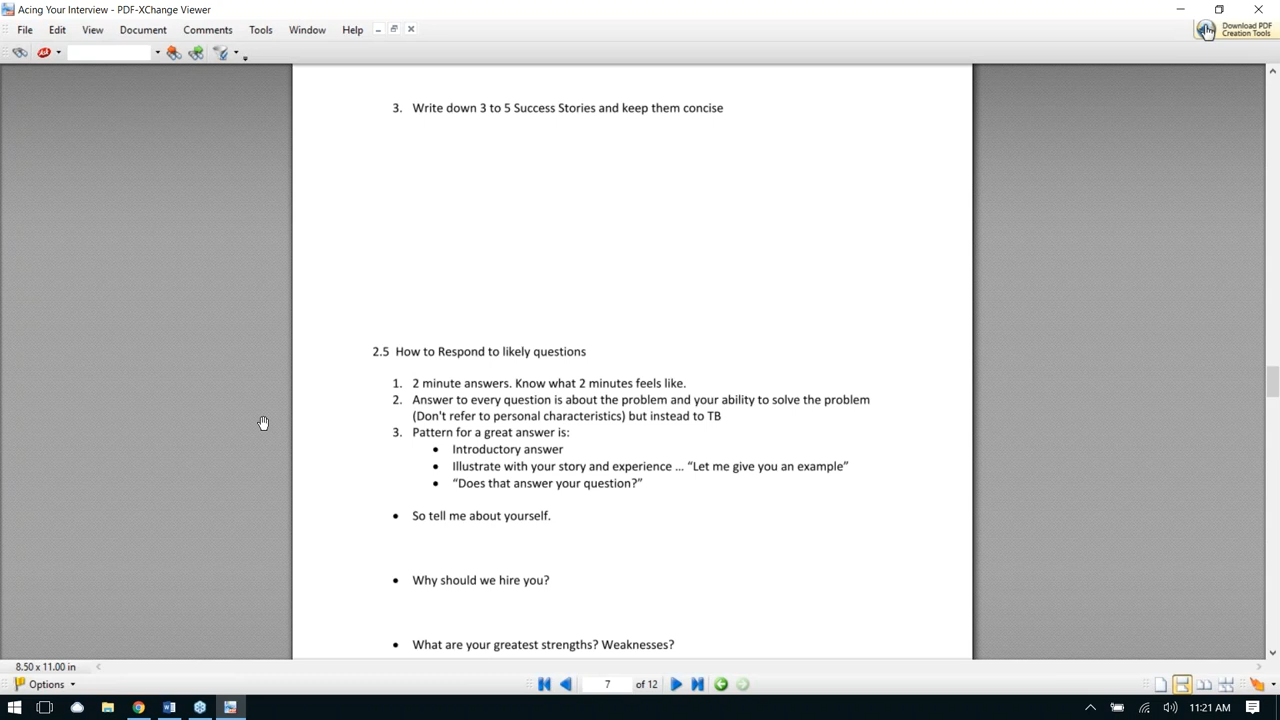 Acing Your Interview - PDF-XChange Viewer
File Edit View Document Comments Tools Window Help
Download PDF
Creation Tools
3. Write down 3 to 5 Success Stories and keep them concise
2.5 How to Respond to likely questions
1. 2 minute answers. Know what 2 minutes feels like.
2. Answer to every question is about the problem and your ability to solve the problem
(Don't refer to personal characteristics) but instead to TB
3. Pattern for a great answer is:
• Introductory answer
• Illustrate with your story and experience … “Let me give you an example”
• “Does that answer your question?”
• So tell me about yourself.
• Why should we hire you?
• What are your greatest strengths? Weaknesses?
8.50 x 11.00 in
Options
7 of 12
11:21 AM